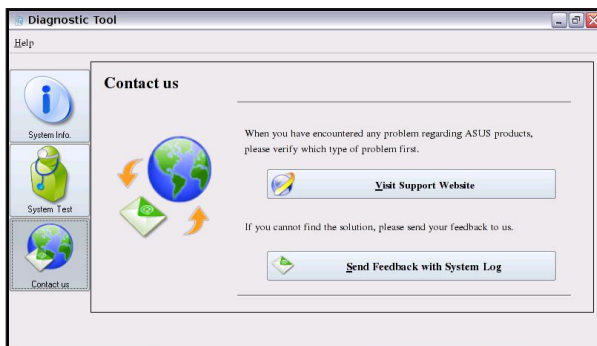 Diagnostic Tool
Help
System Info.
System Test
Contact us
Contact us
When you have encountered any problem regarding ASUS products,
please verify which type of problem first.
Visit Support Website
If you cannot find the solution, please send your feedback to us.
Send Feedback with System Log